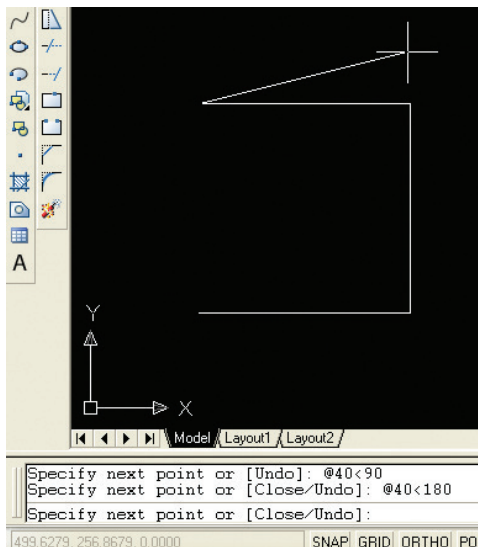 A
Y
X
Model Layout1 Layout2
Specify next point or [Undo]: @40<90
Specify next point or [Close/Undo]: @40<180
Specify next point or [Close/Undo]:
499.6279, 256.8679, 0.0000 SNAP GRID ORTHO PO